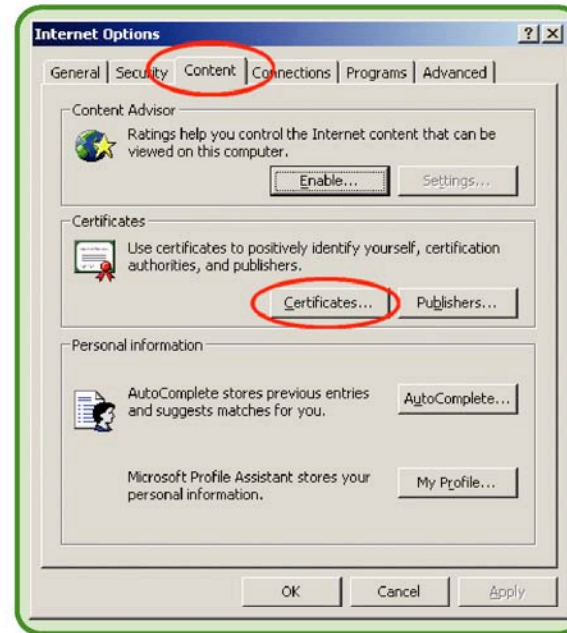 Internet Options
General Security Content Connections Programs Advanced
Content Advisor
Ratings help you control the Internet content that can be
viewed on this computer.
Enable... Settings...
Certificates
Use certificates to positively identify yourself, certification
authorities, and publishers.
Certificates... Publishers...
Personal information
AutoComplete stores previous entries
and suggests matches for you.
AutoComplete...
Microsoft Profile Assistant stores your
personal information.
My Profile...
OK Cancel Apply